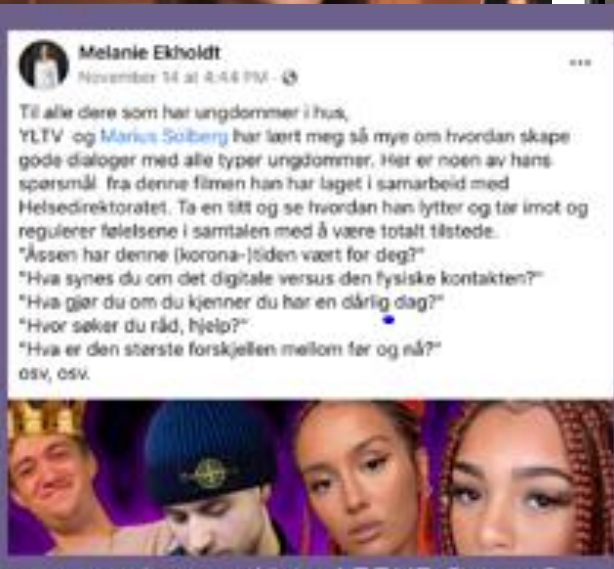 Melanie Ekholdt
November 14 at 4:44 PM ·
Til alle dere som har ungdommer i hus,
YLTV og Marius Solberg har lært meg så mye om hvordan skape
gode dialoger med alle typer ungdommer. Her er noen av hans
spørsmål fra denne filmen han har laget i samarbeid med
Helsedirektoratet. Ta en titt og se hvordan han lytter og tar imot og
regulerer følelsene i samtalen med å være totalt tilstede.
"Åssen har denne (korona-)tiden vært for deg?"
"Hva synes du om det digitale versus den fysiske kontakten?"
"Hva gjør du om du kjenner du har en dårlig dag?"
"Hvor søker du råd, hjelp?"
"Hva er den største forskjellen mellom før og nå?"
osv, osv.